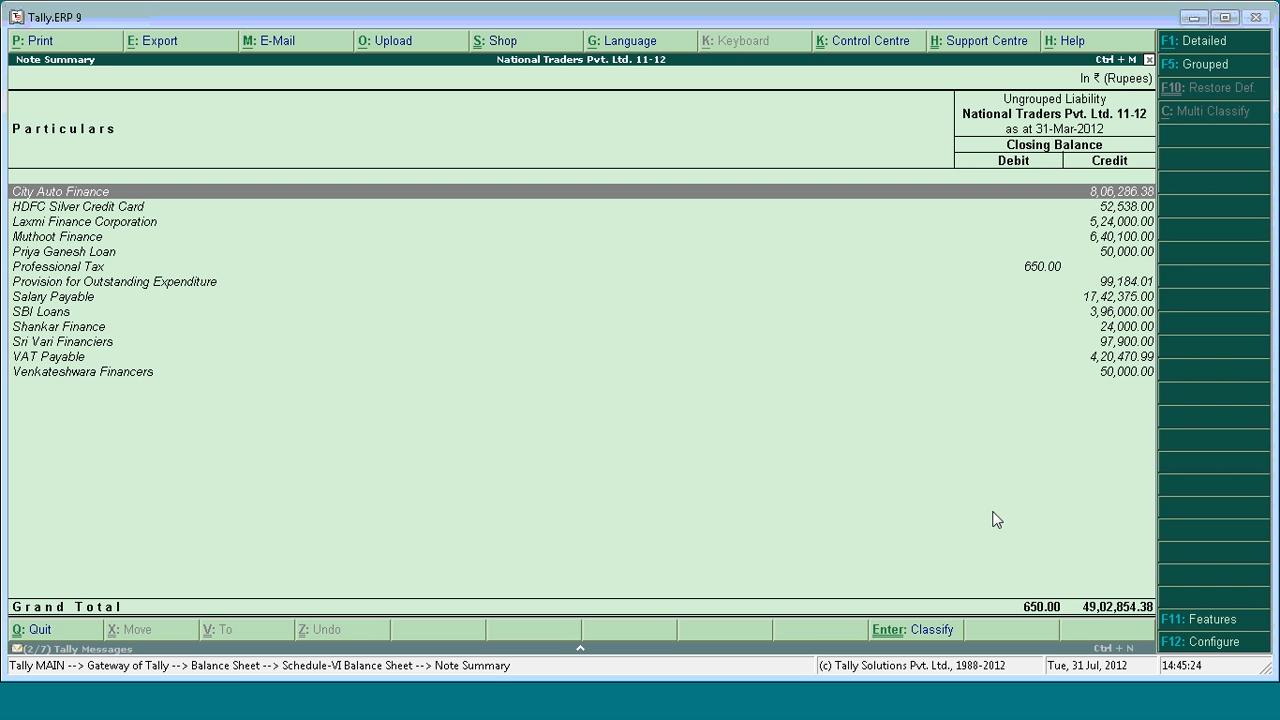 Tally.ERP 9
P: Print E: Export M: E-Mail O: Upload S: Shop G: Language K: Keyboard K: Control Centre H: Support Centre H: Help
Note Summary National Traders Pvt. Ltd. 11-12 Ctrl + M
In ₹ (Rupees)
Ungrouped Liability
National Traders Pvt. Ltd. 11-12
as at 31-Mar-2012
Particulars
Closing Balance
Debit Credit
City Auto Finance 8,06,286.38
HDFC Silver Credit Card 52,538.00
Laxmi Finance Corporation 5,24,000.00
Muthoot Finance 6,40,100.00
Priya Ganesh Loan 50,000.00
Professional Tax 650.00
Provision for Outstanding Expenditure 99,184.01
Salary Payable 17,42,375.00
SBI Loans 3,96,000.00
Shankar Finance 24,000.00
Sri Vari Financiers 97,900.00
VAT Payable 4,20,470.99
Venkateshwara Financers 50,000.00
Grand Total 650.00 49,02,854.38
Q: Quit X: Move V: To Z: Undo Enter: Classify
(2/7) Tally Messages Ctrl + N
Tally MAIN --> Gateway of Tally --> Balance Sheet --> Schedule-VI Balance Sheet --> Note Summary (c) Tally Solutions Pvt. Ltd., 1988-2012 Tue, 31 Jul, 2012 14:45:24
F1: Detailed
F5: Grouped
F10: Restore Def.
C: Multi Classify
F11: Features
F12: Configure